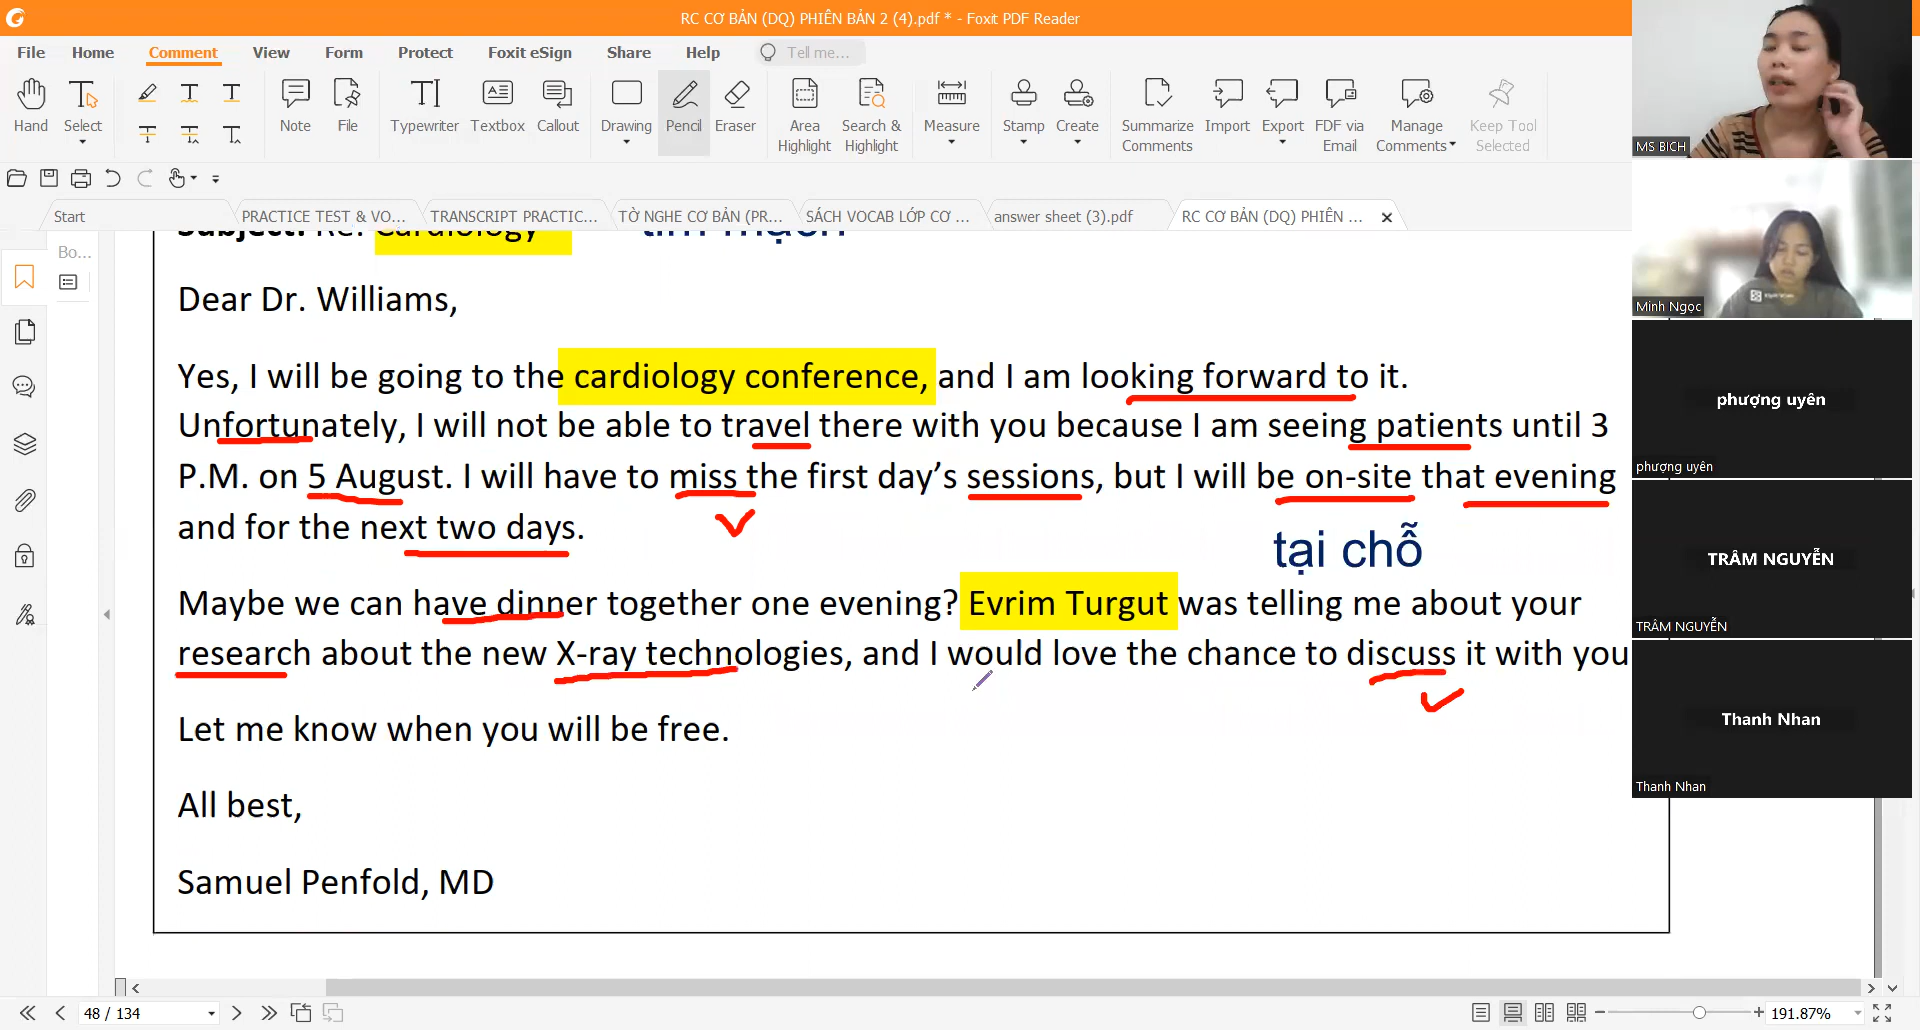 RC CƠ BẢN (DQ) PHIÊN BẢN 2 (4).pdf * - Foxit PDF Reader
File Home Comment View Form Protect Foxit eSign Share Help Tell me...
Hand Select Note File Typewriter Textbox Callout Drawing Pencil Eraser Area Highlight Search & Highlight Measure Stamp Create Summarize Comments Import Export FDF via Email Manage Comments Keep Tool Selected
Start PRACTICE TEST & VO... TRANSCRIPT PRACTIC... TỜ NGHE CƠ BẢN (PR... SÁCH VOCAB LỚP CƠ ... answer sheet (3).pdf RC CƠ BẢN (DQ) PHIÊN ...
Bo...
Subject: Re: Cardiology tim mạch
Dear Dr. Williams,
Yes, I will be going to the cardiology conference, and I am looking forward to it.
Unfortunately, I will not be able to travel there with you because I am seeing patients until 3
P.M. on 5 August. I will have to miss the first day’s sessions, but I will be on-site that evening
and for the next two days.
tại chỗ
Maybe we can have dinner together one evening? Evrim Turgut was telling me about your
research about the new X-ray technologies, and I would love the chance to discuss it with you
Let me know when you will be free.
All best,
Samuel Penfold, MD
48 / 134
191.87%
MS BICH
Minh Ngọc
phượng uyên
phượng uyên
TRÂM NGUYỄN
TRÂM NGUYỄN
Thanh Nhan
Thanh Nhan